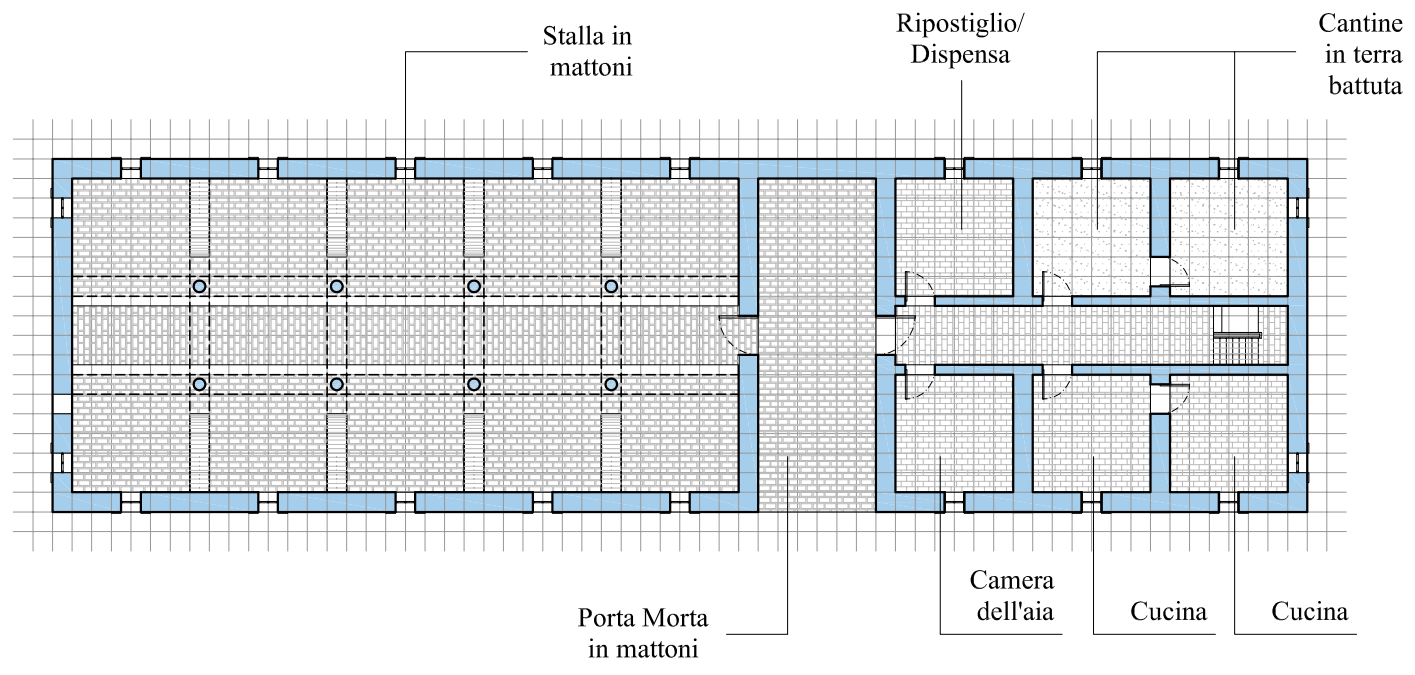 Stalla in
mattoni
Ripostiglio/
Dispensa
Cantine
in terra
battuta
Porta Morta
in mattoni
Camera
dell'aia
Cucina
Cucina